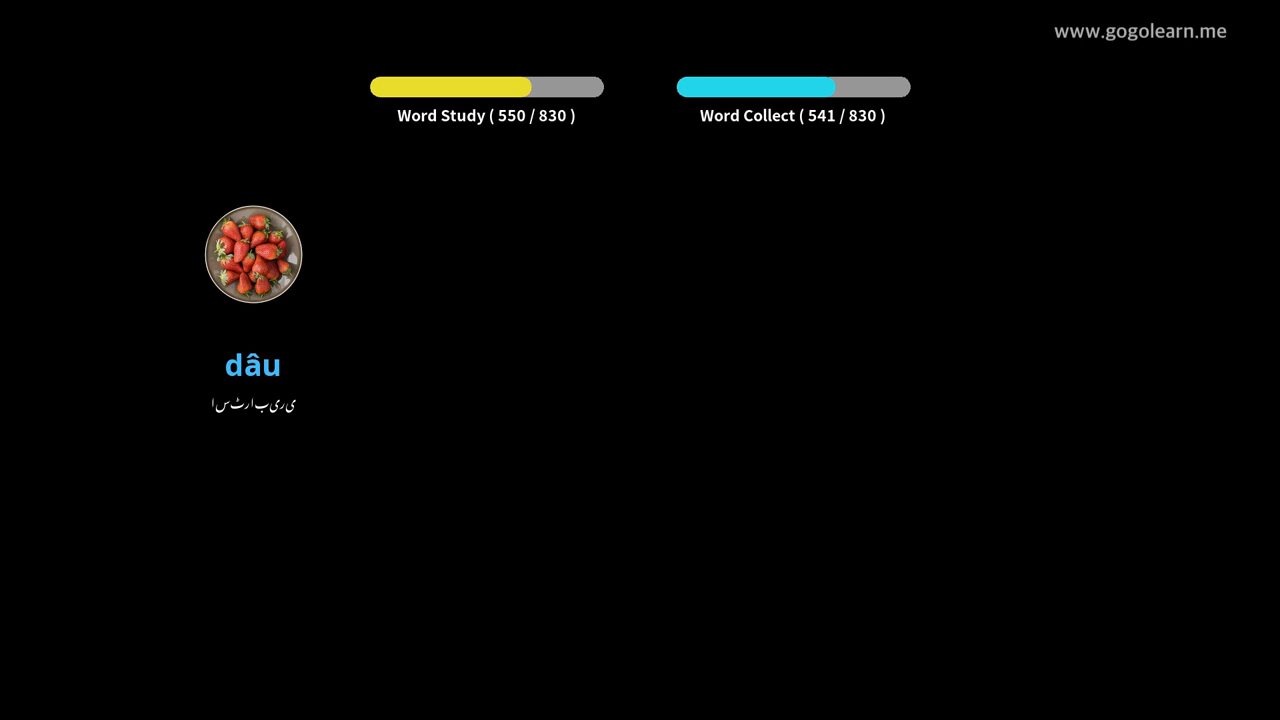 www.gogolearn.me
Word Study ( 550 / 830 )
Word Collect ( 541 / 830 )
dâu
اسٹرابیری